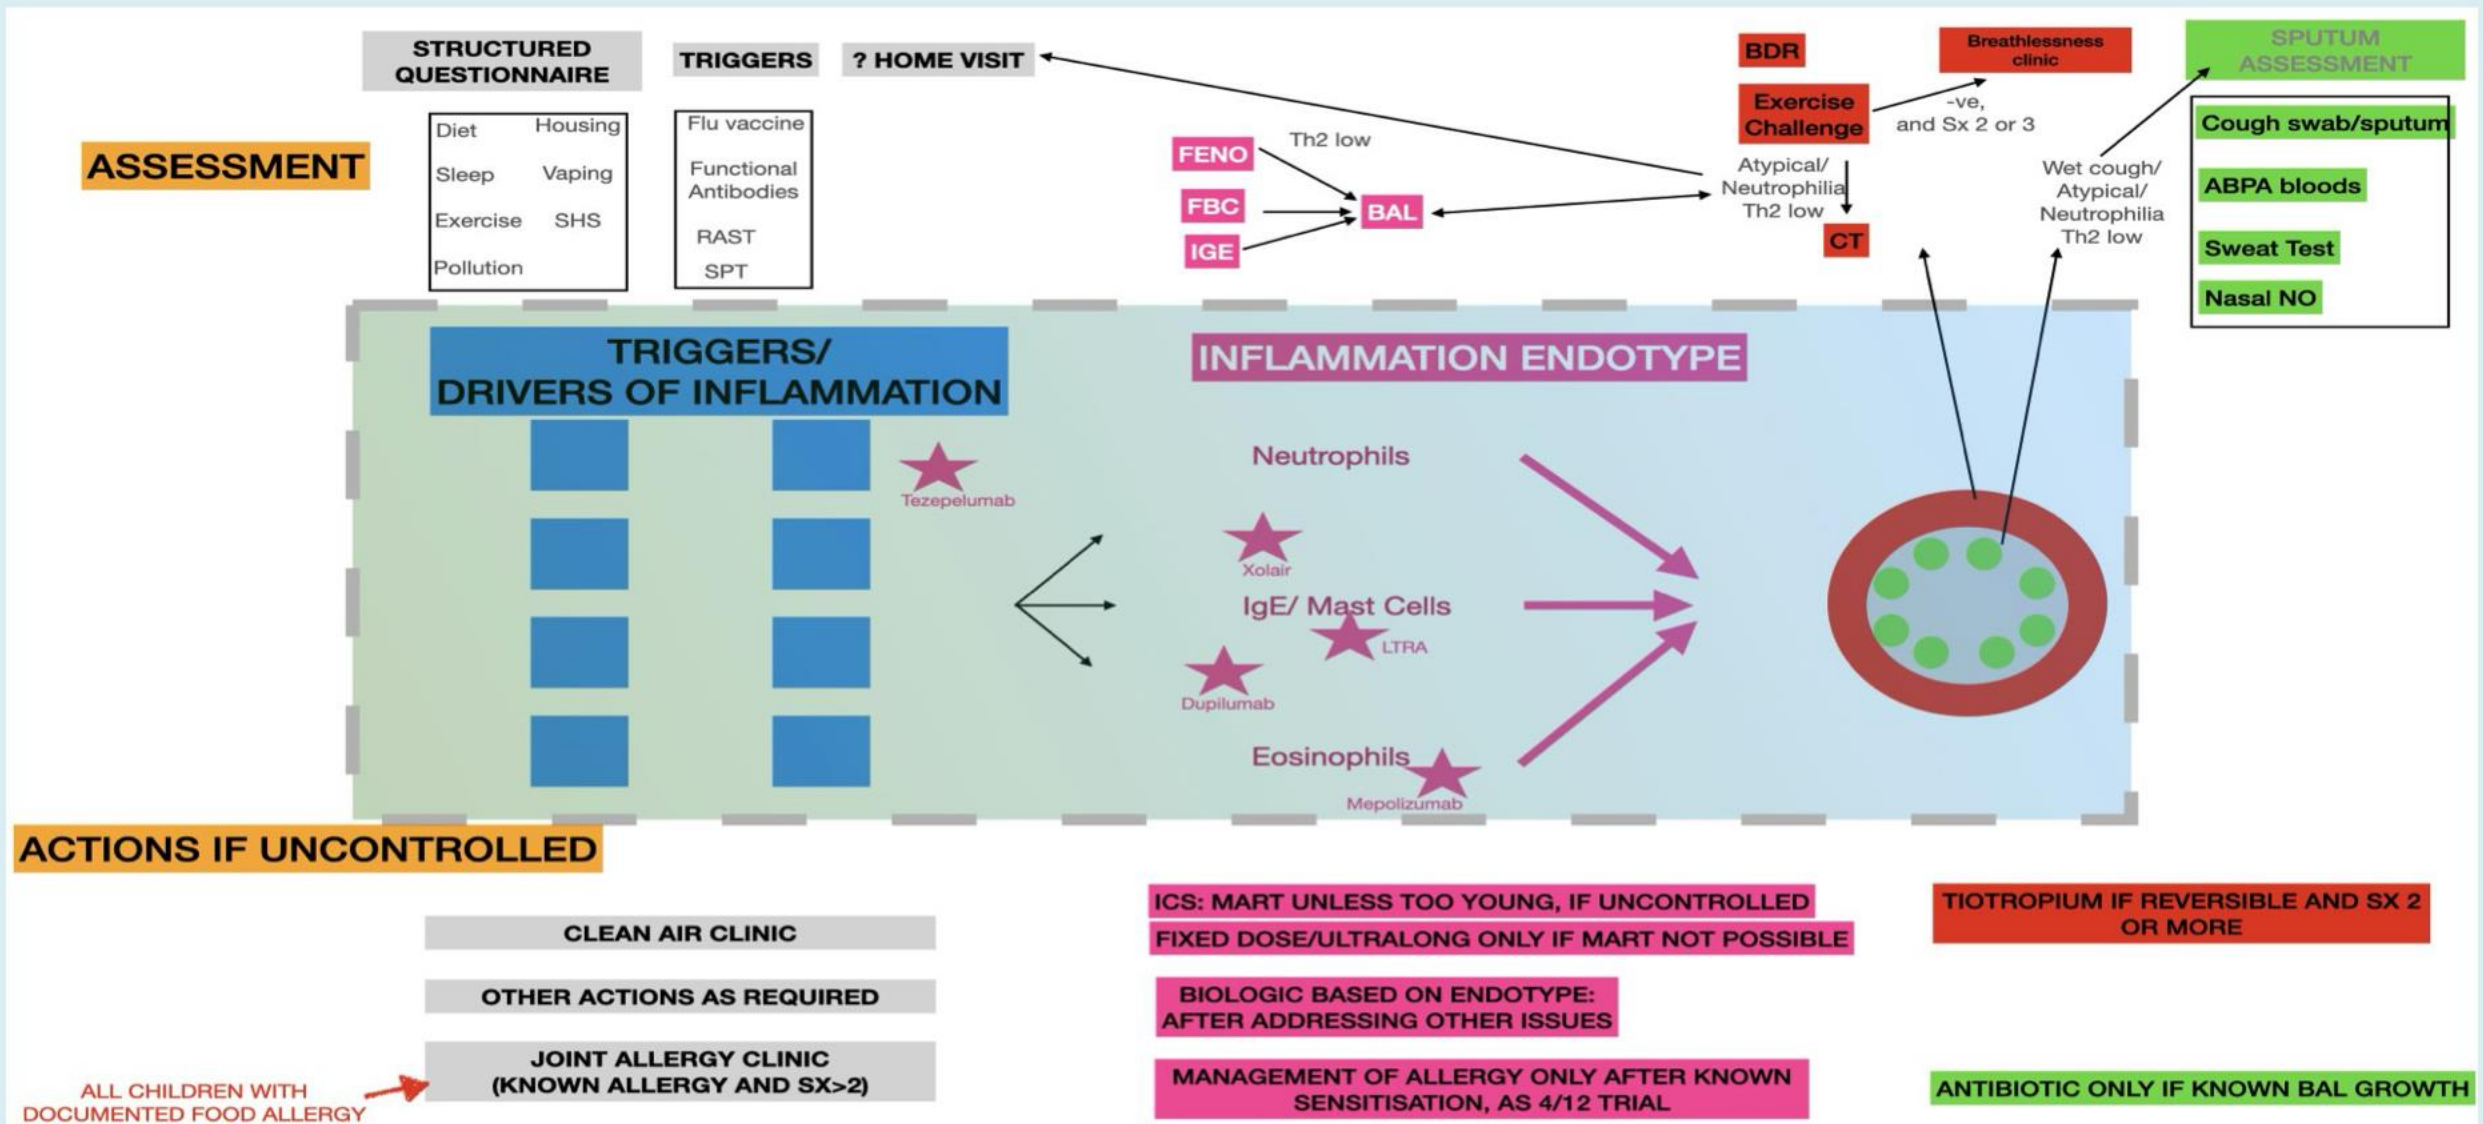 STRUCTURED
QUESTIONNAIRE
TRIGGERS
? HOME VISIT
BDR
Breathlessness
clinic
SPUTUM
ASSESSMENT
ASSESSMENT
Diet
Housing
Sleep
Vaping
Exercise
SHS
Pollution
Flu vaccine
Functional
Antibodies
RAST
SPT
FENO
Th2 low
FBC
IGE
BAL
Exercise
Challenge
-ve,
and Sx 2 or 3
Atypical/
Neutrophilia
Th2 low
CT
Wet cough/
Atypical/
Neutrophilia
Th2 low
Cough swab/sputum
ABPA bloods
Sweat Test
Nasal NO
TRIGGERS/
DRIVERS OF INFLAMMATION
INFLAMMATION ENDOTYPE
Tezepelumab
Neutrophils
Xolair
IgE/ Mast Cells
LTRA
Dupilumab
Eosinophils
Mepolizumab
ACTIONS IF UNCONTROLLED
CLEAN AIR CLINIC
OTHER ACTIONS AS REQUIRED
JOINT ALLERGY CLINIC
(KNOWN ALLERGY AND SX>2)
ALL CHILDREN WITH
DOCUMENTED FOOD ALLERGY
ICS: MART UNLESS TOO YOUNG, IF UNCONTROLLED
FIXED DOSE/ULTRALONG ONLY IF MART NOT POSSIBLE
BIOLOGIC BASED ON ENDOTYPE:
AFTER ADDRESSING OTHER ISSUES
MANAGEMENT OF ALLERGY ONLY AFTER KNOWN
SENSITISATION, AS 4/12 TRIAL
TIOTROPIUM IF REVERSIBLE AND SX 2
OR MORE
ANTIBIOTIC ONLY IF KNOWN BAL GROWTH